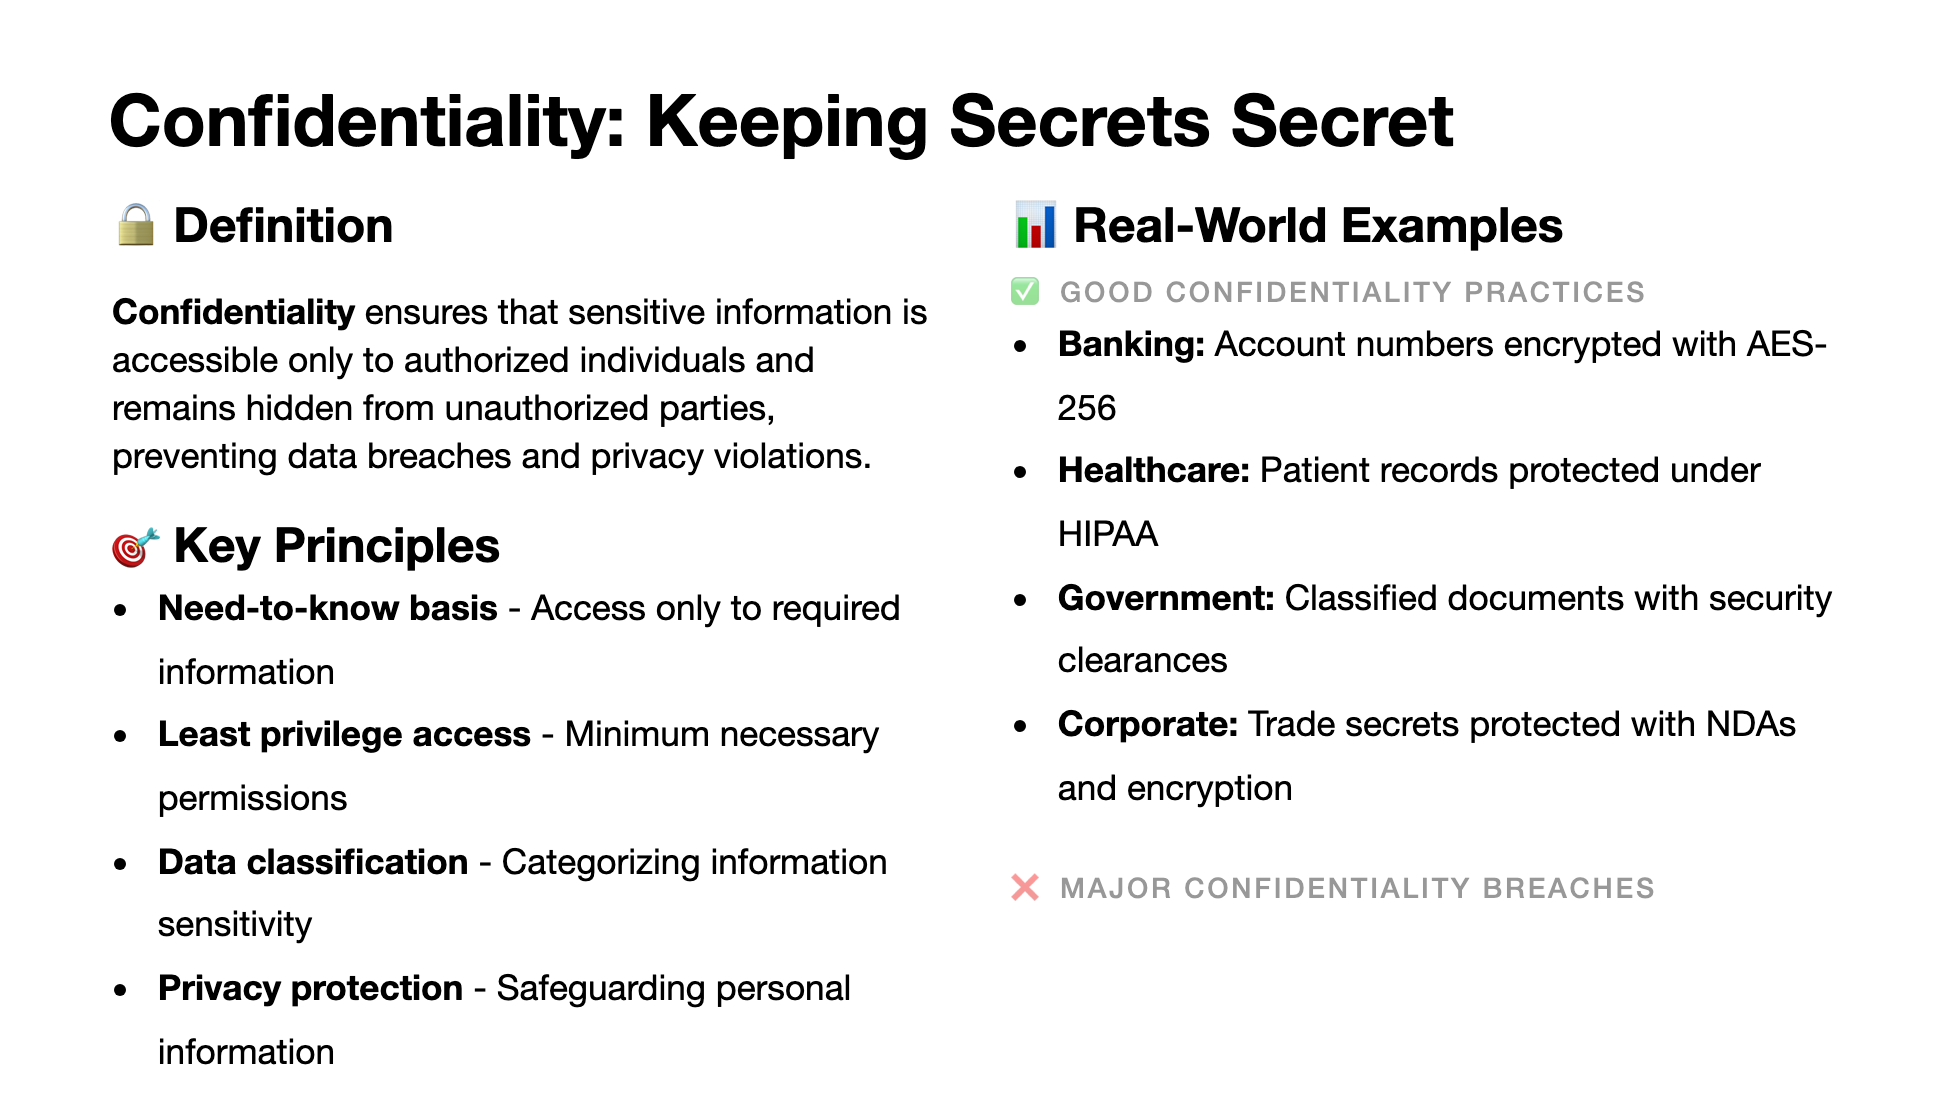 Confidentiality: Keeping Secrets Secret
🔒 Definition
Confidentiality ensures that sensitive information is
accessible only to authorized individuals and
remains hidden from unauthorized parties,
preventing data breaches and privacy violations.
🎯 Key Principles
• Need-to-know basis - Access only to required
information
• Least privilege access - Minimum necessary
permissions
• Data classification - Categorizing information
sensitivity
• Privacy protection - Safeguarding personal
information
📊 Real-World Examples
✅ GOOD CONFIDENTIALITY PRACTICES
• Banking: Account numbers encrypted with AES-
256
• Healthcare: Patient records protected under
HIPAA
• Government: Classified documents with security
clearances
• Corporate: Trade secrets protected with NDAs
and encryption
❌ MAJOR CONFIDENTIALITY BREACHES